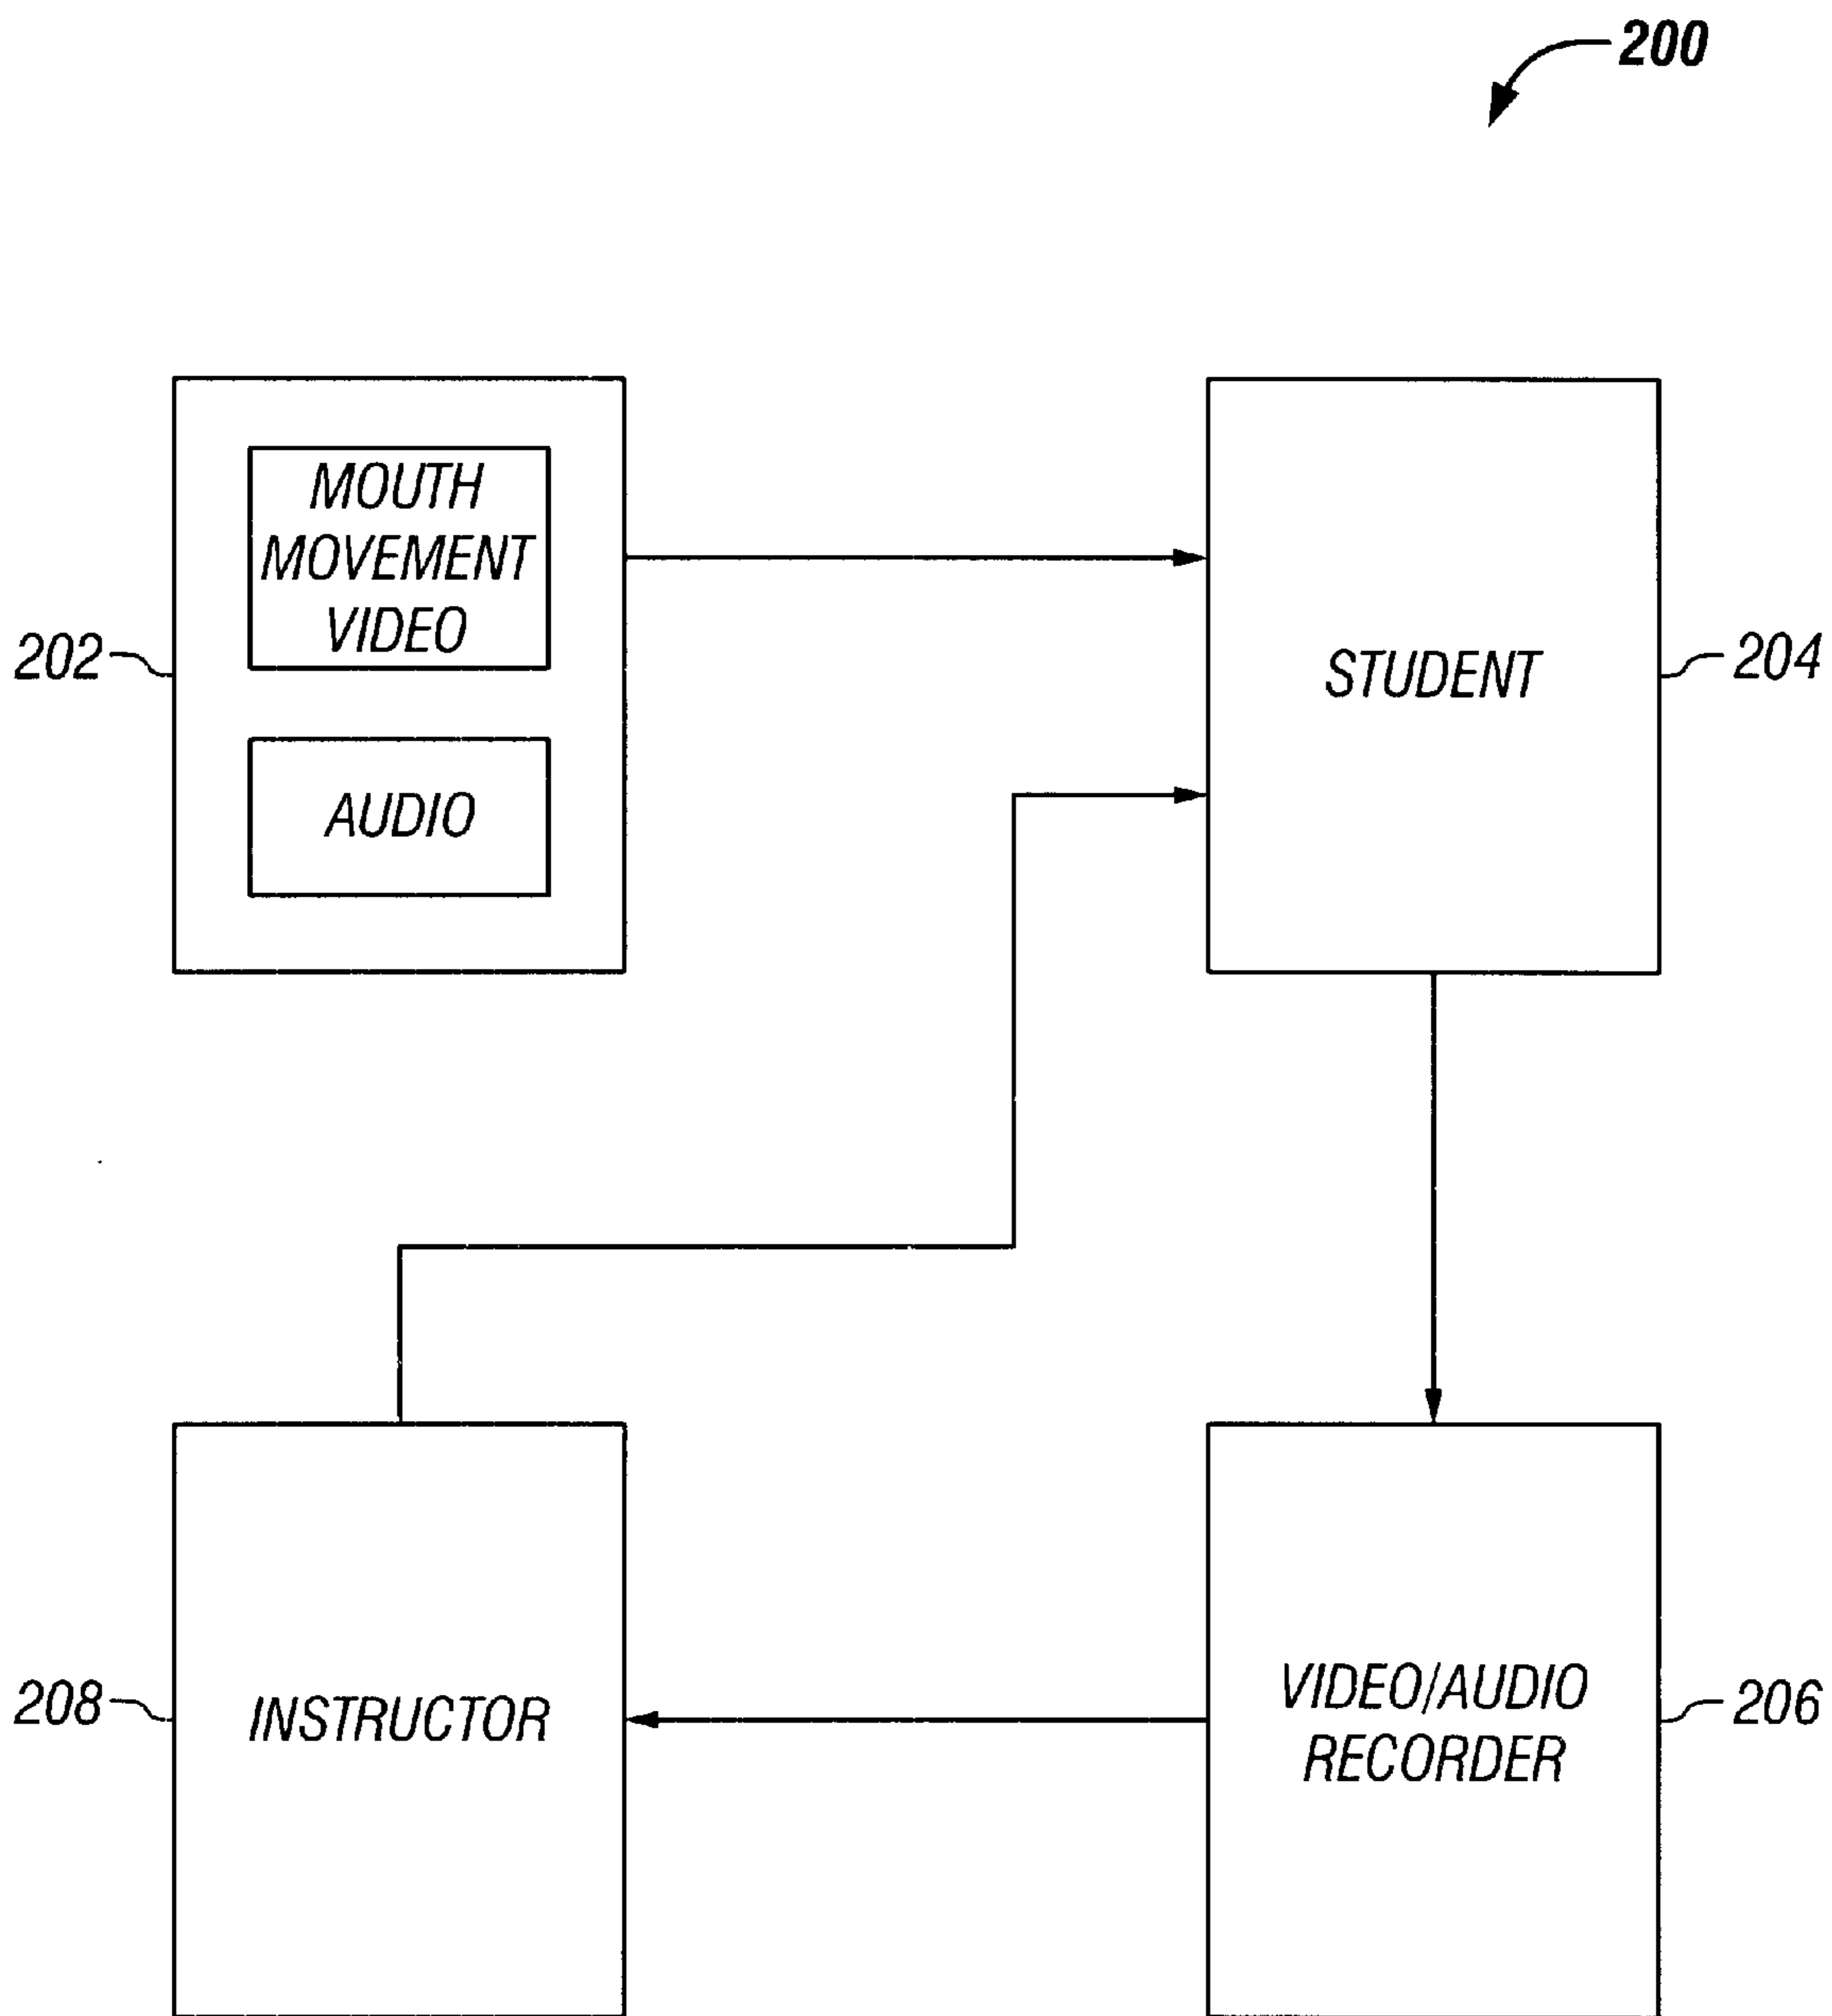 200
MOUTH
MOVEMENT
VIDEO
202
STUDENT
204
AUDIO
208
INSTRUCTOR
VIDEO/AUDIO
RECORDER
206